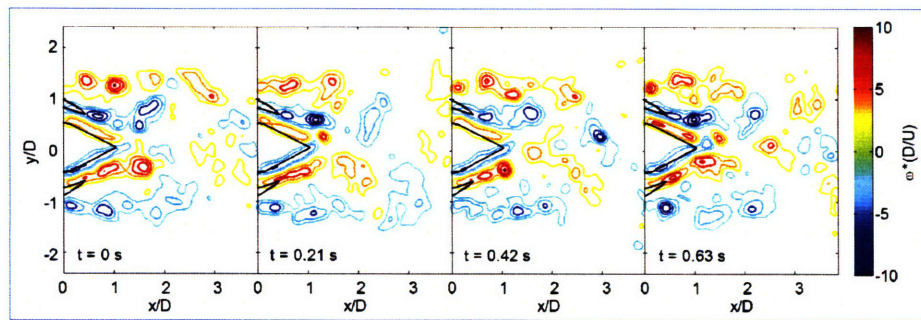 2
1
0
-1
-2
y/D
t = 0 s
t = 0.21 s
t = 0.42 s
t = 0.63 s
0 1 2 3
0 1 2 3
0 1 2 3
0 1 2 3
x/D
x/D
x/D
x/D
10
5
0
-5
-10
ω*(D/U)